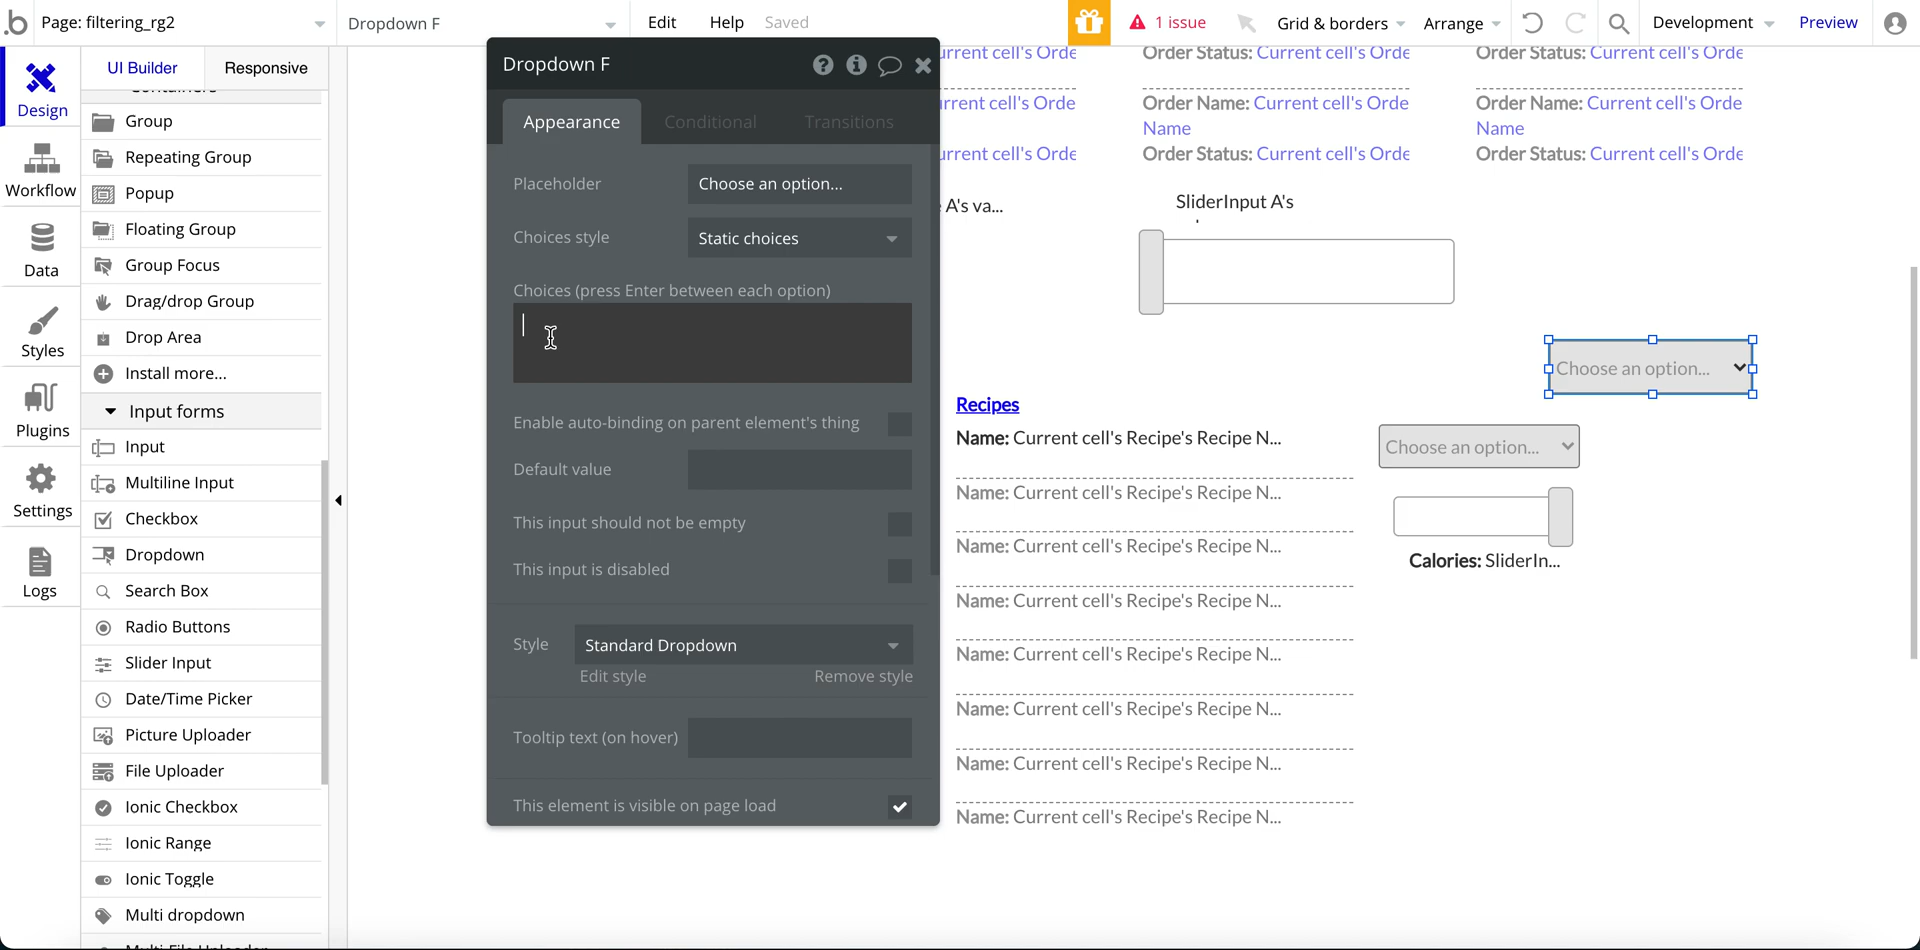 b Page: filtering_rg2
Dropdown F
Edit
Help
Saved
1 issue
Grid & borders
Arrange
Development
Preview
Design
Workflow
Data
Styles
Plugins
Settings
Logs
UI Builder
Responsive
Containers
Group
Repeating Group
Popup
Floating Group
Group Focus
Drag/drop Group
Drop Area
Install more...
Input forms
Input
Multiline Input
Checkbox
Dropdown
Search Box
Radio Buttons
Slider Input
Date/Time Picker
Picture Uploader
File Uploader
Ionic Checkbox
Ionic Range
Ionic Toggle
Multi dropdown
Dropdown F
Appearance
Conditional
Transitions
Placeholder
Choose an option...
Choices style
Static choices
Choices (press Enter between each option)
Enable auto-binding on parent element's thing
Default value
This input should not be empty
This input is disabled
Style
Standard Dropdown
Edit style
Remove style
Tooltip text (on hover)
This element is visible on page load
rrent cell's Orde
Order Status: Current cell's Orde
Order Status: Current cell's Orde
rrent cell's Orde
Order Name: Current cell's Orde
Name
Order Name: Current cell's Orde
Name
rrent cell's Orde
Order Status: Current cell's Orde
Order Status: Current cell's Orde
A's va...
SliderInput A's
Choose an option...
Recipes
Name: Current cell's Recipe's Recipe N...
Name: Current cell's Recipe's Recipe N...
Name: Current cell's Recipe's Recipe N...
Name: Current cell's Recipe's Recipe N...
Name: Current cell's Recipe's Recipe N...
Name: Current cell's Recipe's Recipe N...
Name: Current cell's Recipe's Recipe N...
Name: Current cell's Recipe's Recipe N...
Choose an option...
Calories: SliderIn...